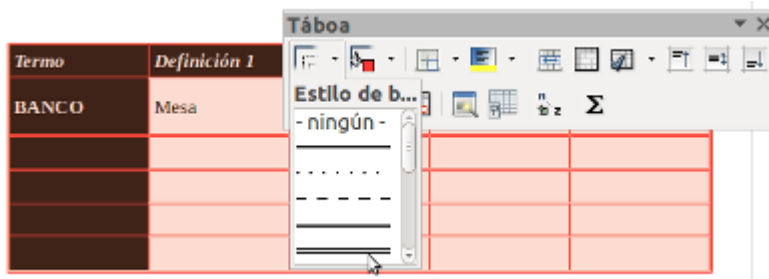 Táboa
Termo Definición 1
BANCO Mesa
Estilo de b...
- ningún -
a z Σ